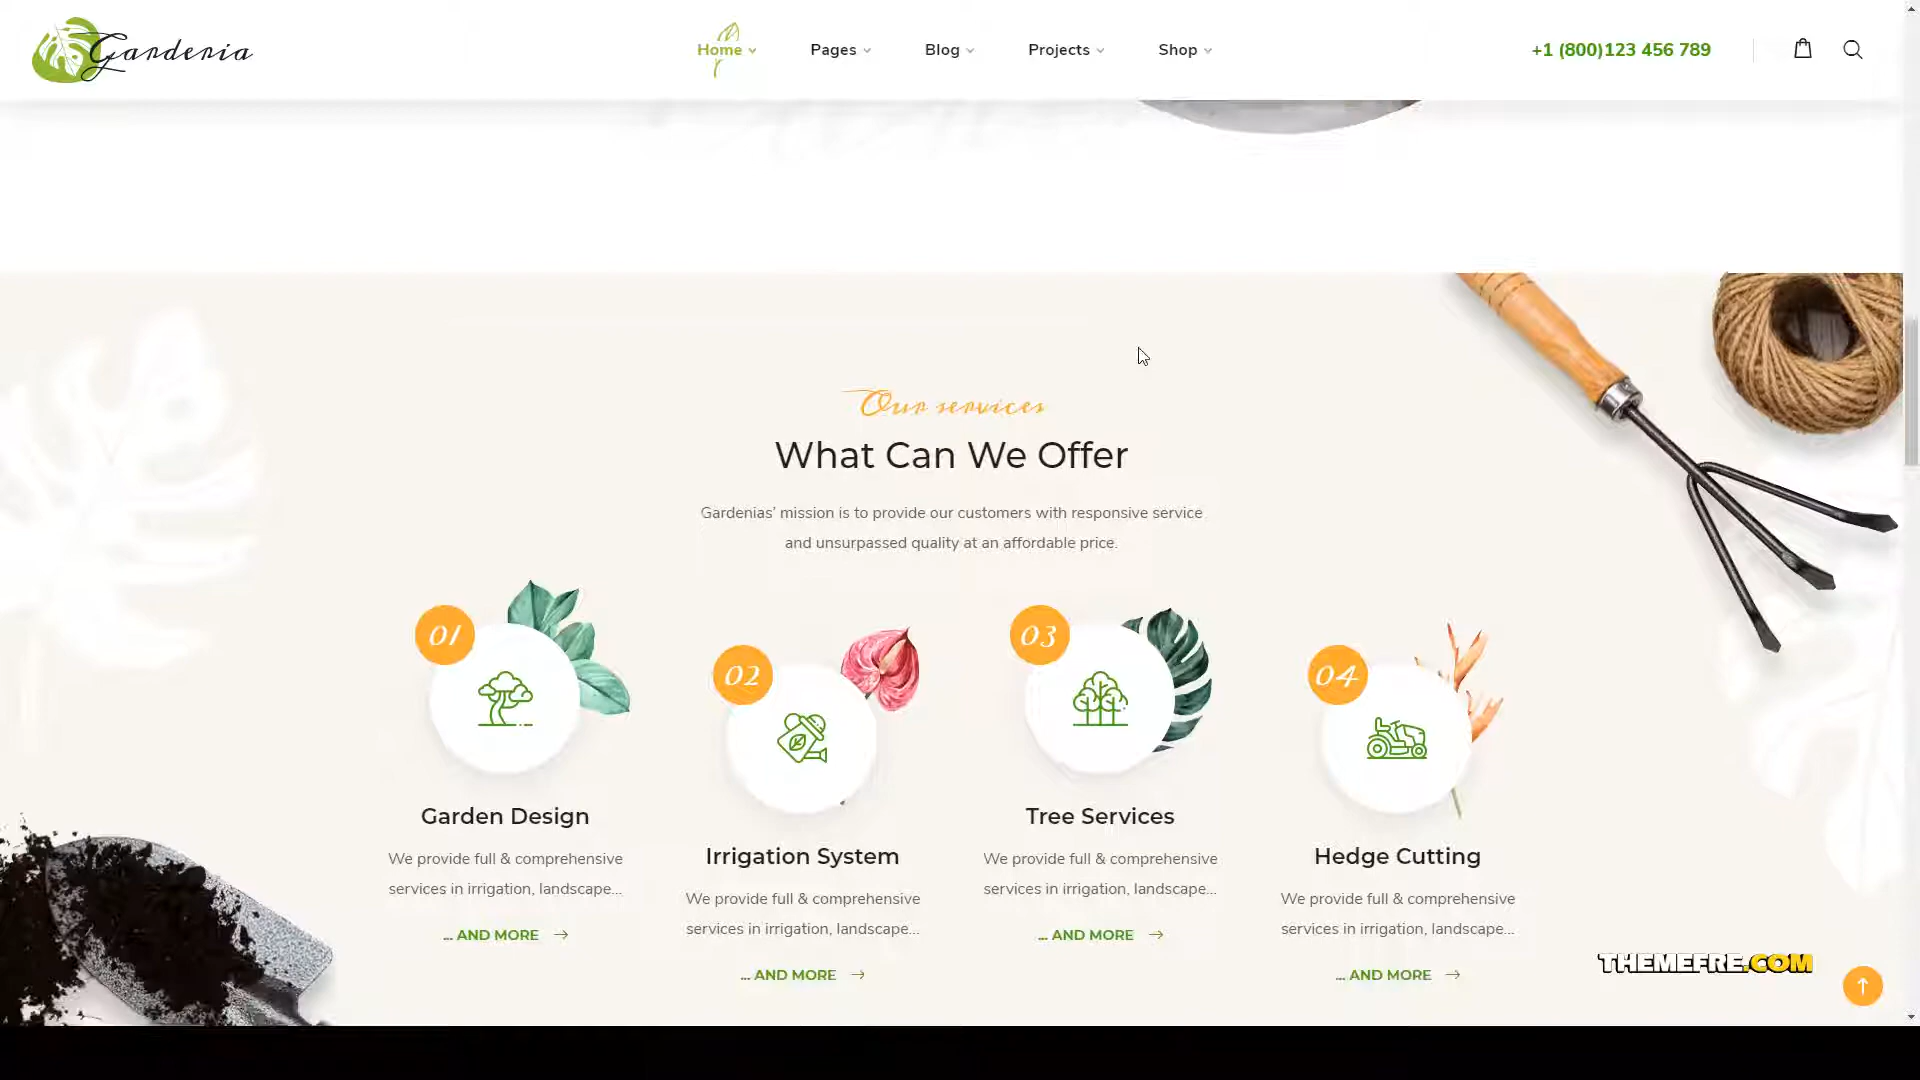 Garderia
Home
Pages
Blog
Projects
Shop
+1 (800)123 456 789
Our services
What Can We Offer
Gardenias' mission is to provide our customers with responsive service
and unsurpassed quality at an affordable price.
01
Garden Design
We provide full & comprehensive
services in irrigation, landscape...
... AND MORE
02
Irrigation System
We provide full & comprehensive
services in irrigation, landscape...
... AND MORE
03
Tree Services
We provide full & comprehensive
services in irrigation, landscape...
... AND MORE
04
Hedge Cutting
We provide full & comprehensive
services in irrigation, landscape...
... AND MORE
THEMEFRE.COM